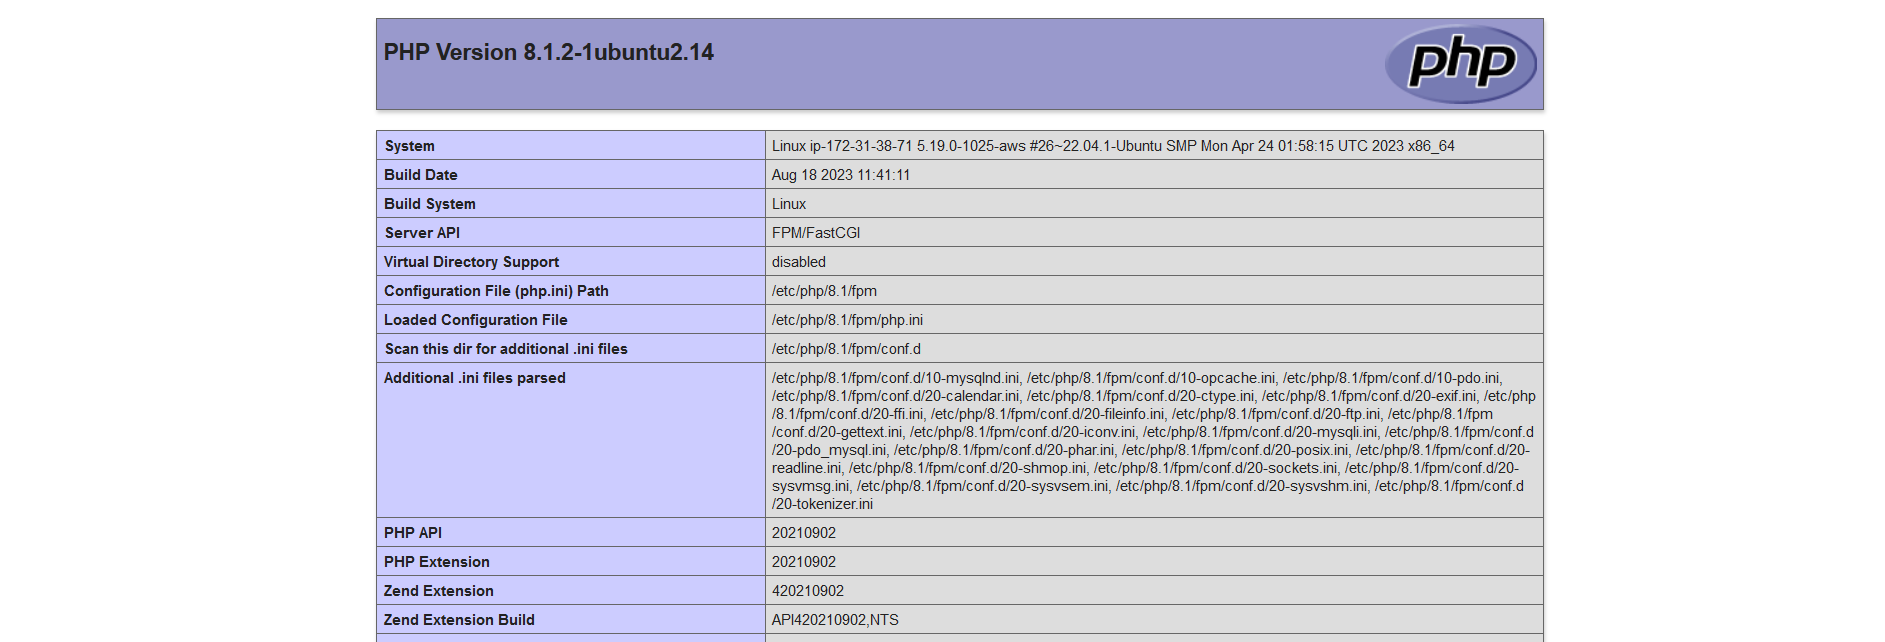 PHP Version 8.1.2-1ubuntu2.14
php
System
Linux ip-172-31-38-71 5.19.0-1025-aws #26~22.04.1-Ubuntu SMP Mon Apr 24 01:58:15 UTC 2023 x86_64
Build Date
Aug 18 2023 11:41:11
Build System
Linux
Server API
FPM/FastCGI
Virtual Directory Support
disabled
Configuration File (php.ini) Path
/etc/php/8.1/fpm
Loaded Configuration File
/etc/php/8.1/fpm/php.ini
Scan this dir for additional .ini files
/etc/php/8.1/fpm/conf.d
Additional .ini files parsed
/etc/php/8.1/fpm/conf.d/10-mysqlnd.ini, /etc/php/8.1/fpm/conf.d/10-opcache.ini, /etc/php/8.1/fpm/conf.d/10-pdo.ini,
/etc/php/8.1/fpm/conf.d/20-calendar.ini, /etc/php/8.1/fpm/conf.d/20-ctype.ini, /etc/php/8.1/fpm/conf.d/20-exif.ini, /etc/php
/8.1/fpm/conf.d/20-ffi.ini, /etc/php/8.1/fpm/conf.d/20-fileinfo.ini, /etc/php/8.1/fpm/conf.d/20-ftp.ini, /etc/php/8.1/fpm
/conf.d/20-gettext.ini, /etc/php/8.1/fpm/conf.d/20-iconv.ini, /etc/php/8.1/fpm/conf.d/20-mysqli.ini, /etc/php/8.1/fpm/conf.d
/20-pdo_mysql.ini, /etc/php/8.1/fpm/conf.d/20-phar.ini, /etc/php/8.1/fpm/conf.d/20-posix.ini, /etc/php/8.1/fpm/conf.d/20-
readline.ini, /etc/php/8.1/fpm/conf.d/20-shmop.ini, /etc/php/8.1/fpm/conf.d/20-sockets.ini, /etc/php/8.1/fpm/conf.d/20-
sysvmsg.ini, /etc/php/8.1/fpm/conf.d/20-sysvsem.ini, /etc/php/8.1/fpm/conf.d/20-sysvshm.ini, /etc/php/8.1/fpm/conf.d
/20-tokenizer.ini
PHP API
20210902
PHP Extension
20210902
Zend Extension
420210902
Zend Extension Build
API420210902,NTS